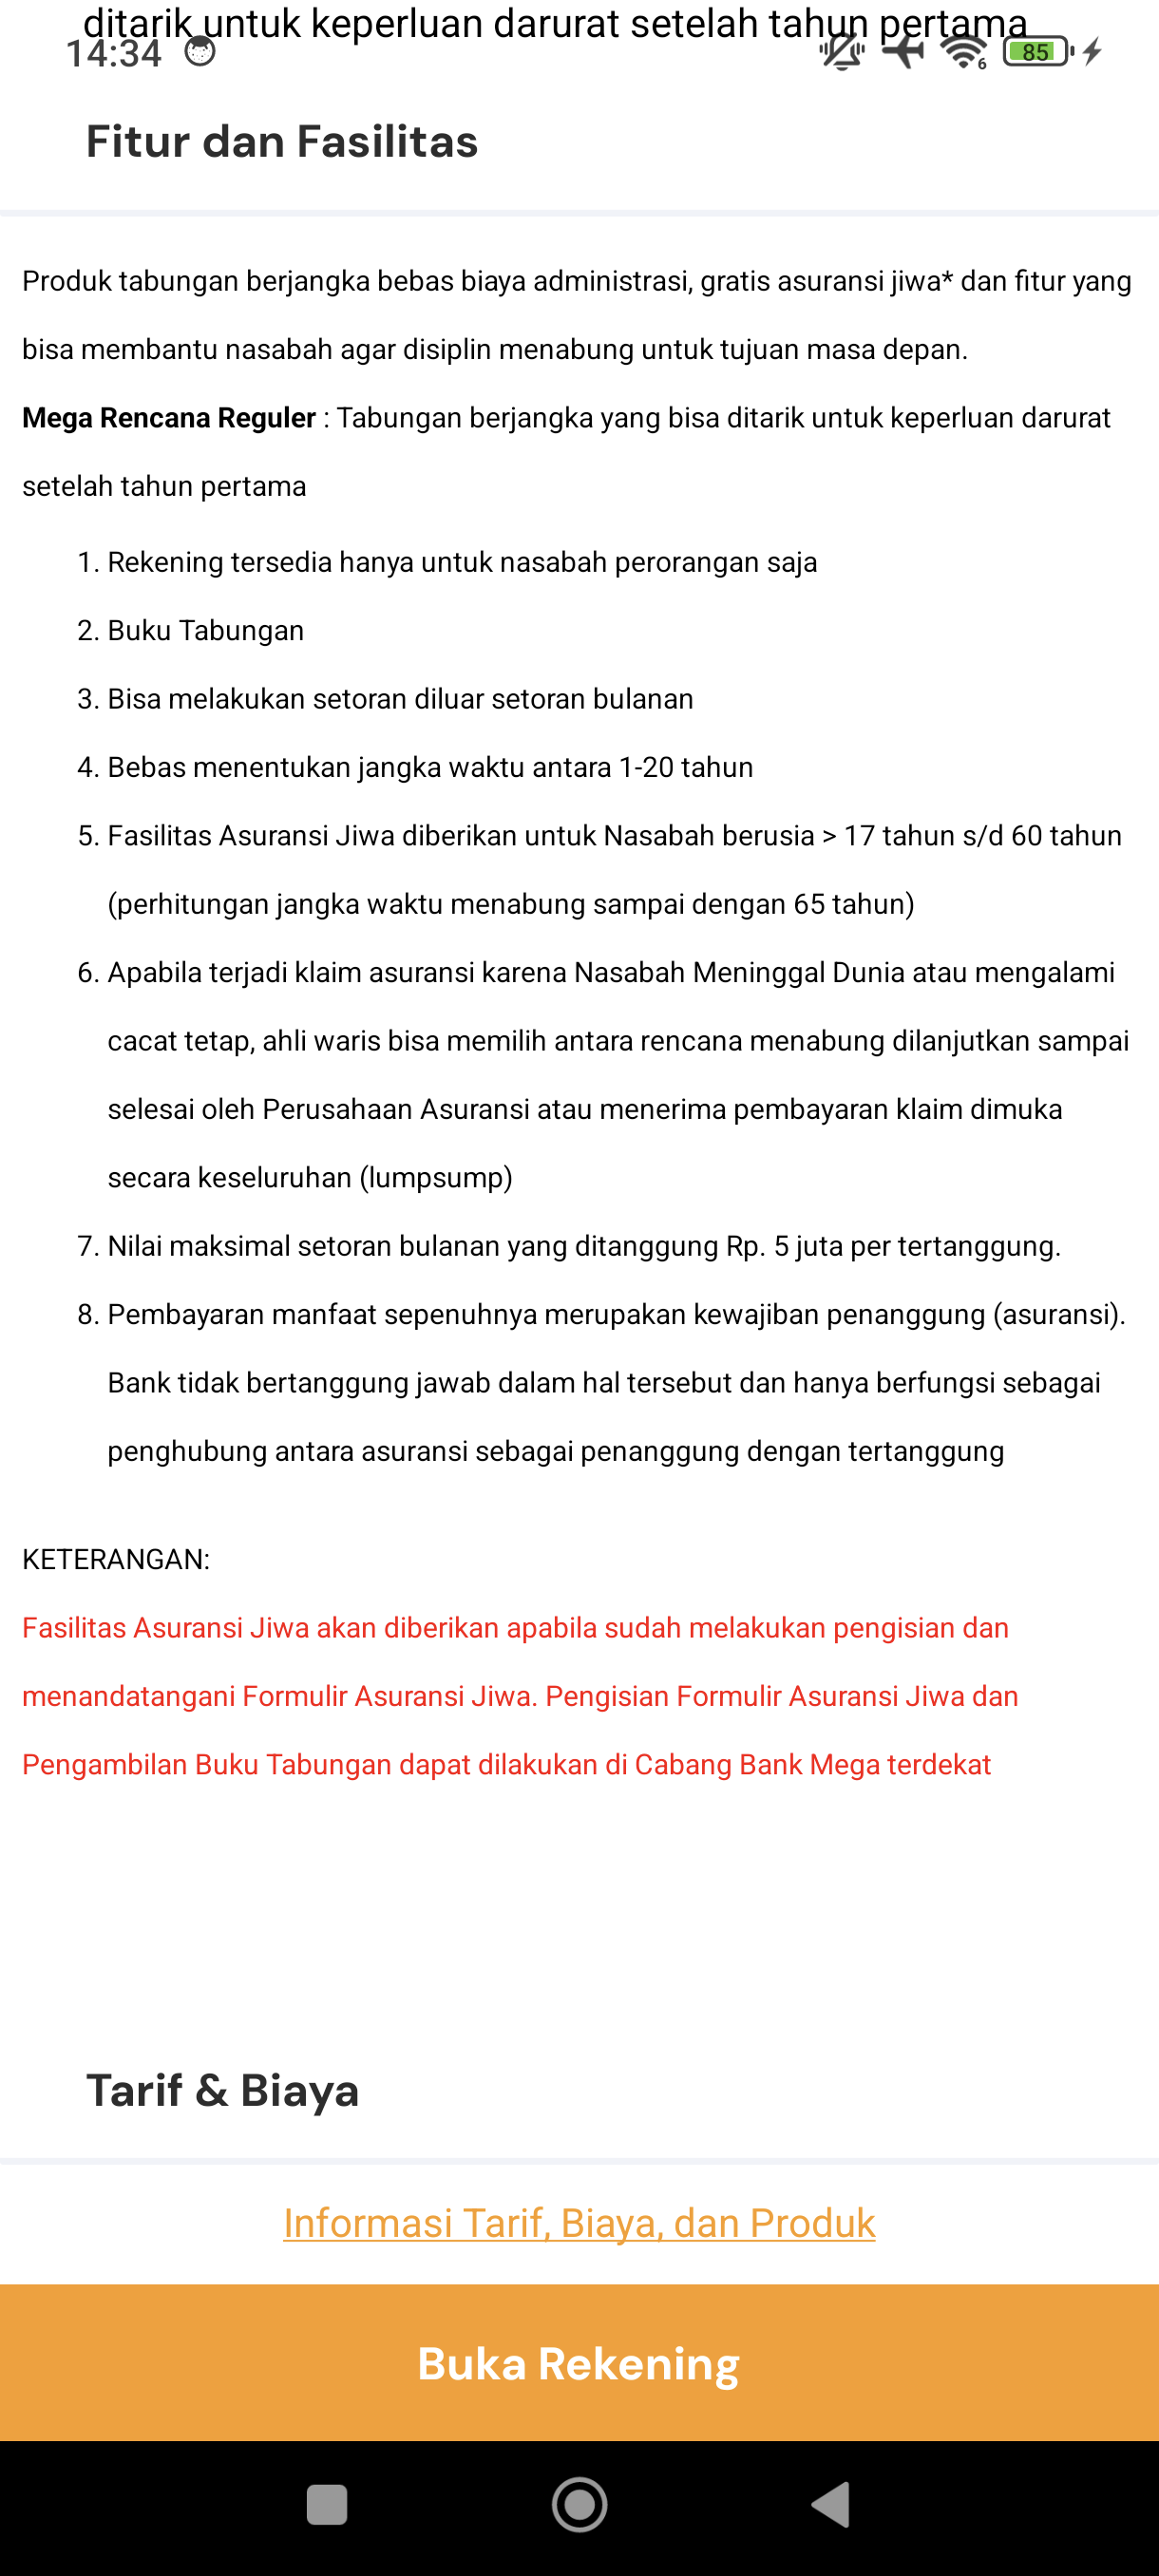 ditarik untuk keperluan darurat setelah tahun pertama
14:34
6
85
Fitur dan Fasilitas
Produk tabungan berjangka bebas biaya administrasi, gratis asuransi jiwa* dan fitur yang
bisa membantu nasabah agar disiplin menabung untuk tujuan masa depan.
Mega Rencana Reguler : Tabungan berjangka yang bisa ditarik untuk keperluan darurat
setelah tahun pertama
1. Rekening tersedia hanya untuk nasabah perorangan saja
2. Buku Tabungan
3. Bisa melakukan setoran diluar setoran bulanan
4. Bebas menentukan jangka waktu antara 1-20 tahun
5. Fasilitas Asuransi Jiwa diberikan untuk Nasabah berusia > 17 tahun s/d 60 tahun
(perhitungan jangka waktu menabung sampai dengan 65 tahun)
6. Apabila terjadi klaim asuransi karena Nasabah Meninggal Dunia atau mengalami
cacat tetap, ahli waris bisa memilih antara rencana menabung dilanjutkan sampai
selesai oleh Perusahaan Asuransi atau menerima pembayaran klaim dimuka
secara keseluruhan (lumpsump)
7. Nilai maksimal setoran bulanan yang ditanggung Rp. 5 juta per tertanggung.
8. Pembayaran manfaat sepenuhnya merupakan kewajiban penanggung (asuransi).
Bank tidak bertanggung jawab dalam hal tersebut dan hanya berfungsi sebagai
penghubung antara asuransi sebagai penanggung dengan tertanggung
KETERANGAN:
Fasilitas Asuransi Jiwa akan diberikan apabila sudah melakukan pengisian dan
menandatangani Formulir Asuransi Jiwa. Pengisian Formulir Asuransi Jiwa dan
Pengambilan Buku Tabungan dapat dilakukan di Cabang Bank Mega terdekat
Tarif & Biaya
Informasi Tarif, Biaya, dan Produk
Buka Rekening